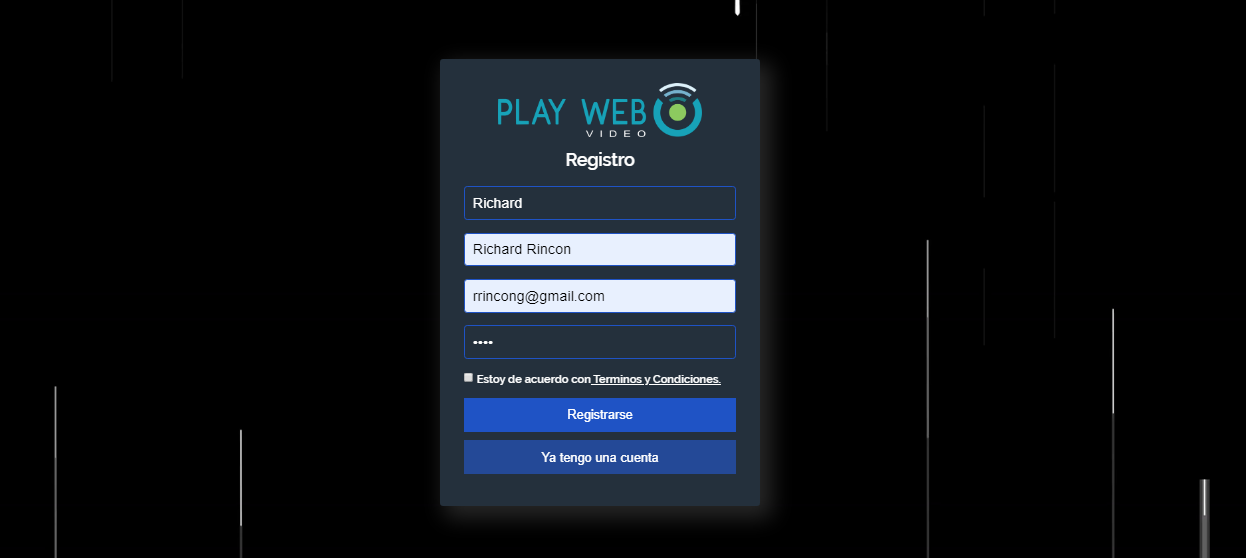 PLAY WEB
VIDEO
Registro
Richard
Richard Rincon
rrincong@gmail.com
••••
Estoy de acuerdo con Terminos y Condiciones.
Registrarse
Ya tengo una cuenta